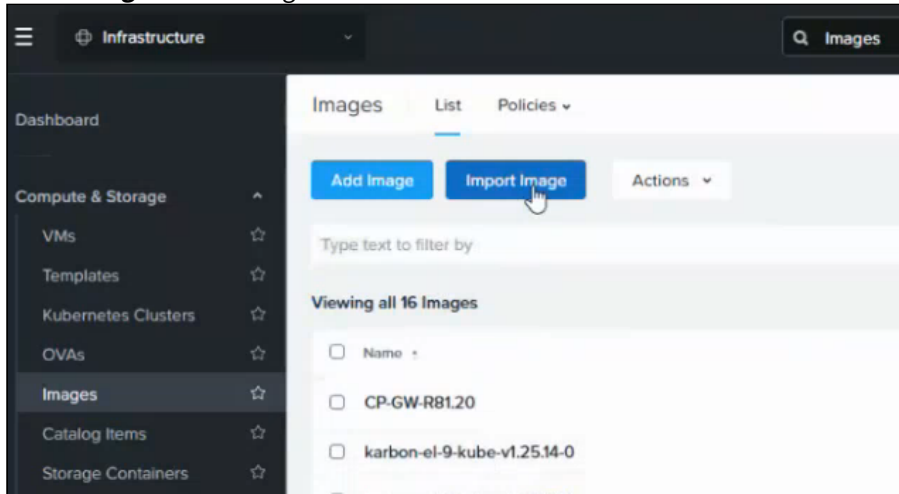 Infrastructure
Images
Dashboard
Compute & Storage
VMs
Templates
Kubernetes Clusters
OVAs
Images
Catalog Items
Storage Containers
Images List Policies
Add Image Import Image Actions
Type text to filter by
Viewing all 16 Images
Name
CP-GW-R81.20
karbon-el-9-kube-v1.25.14-0